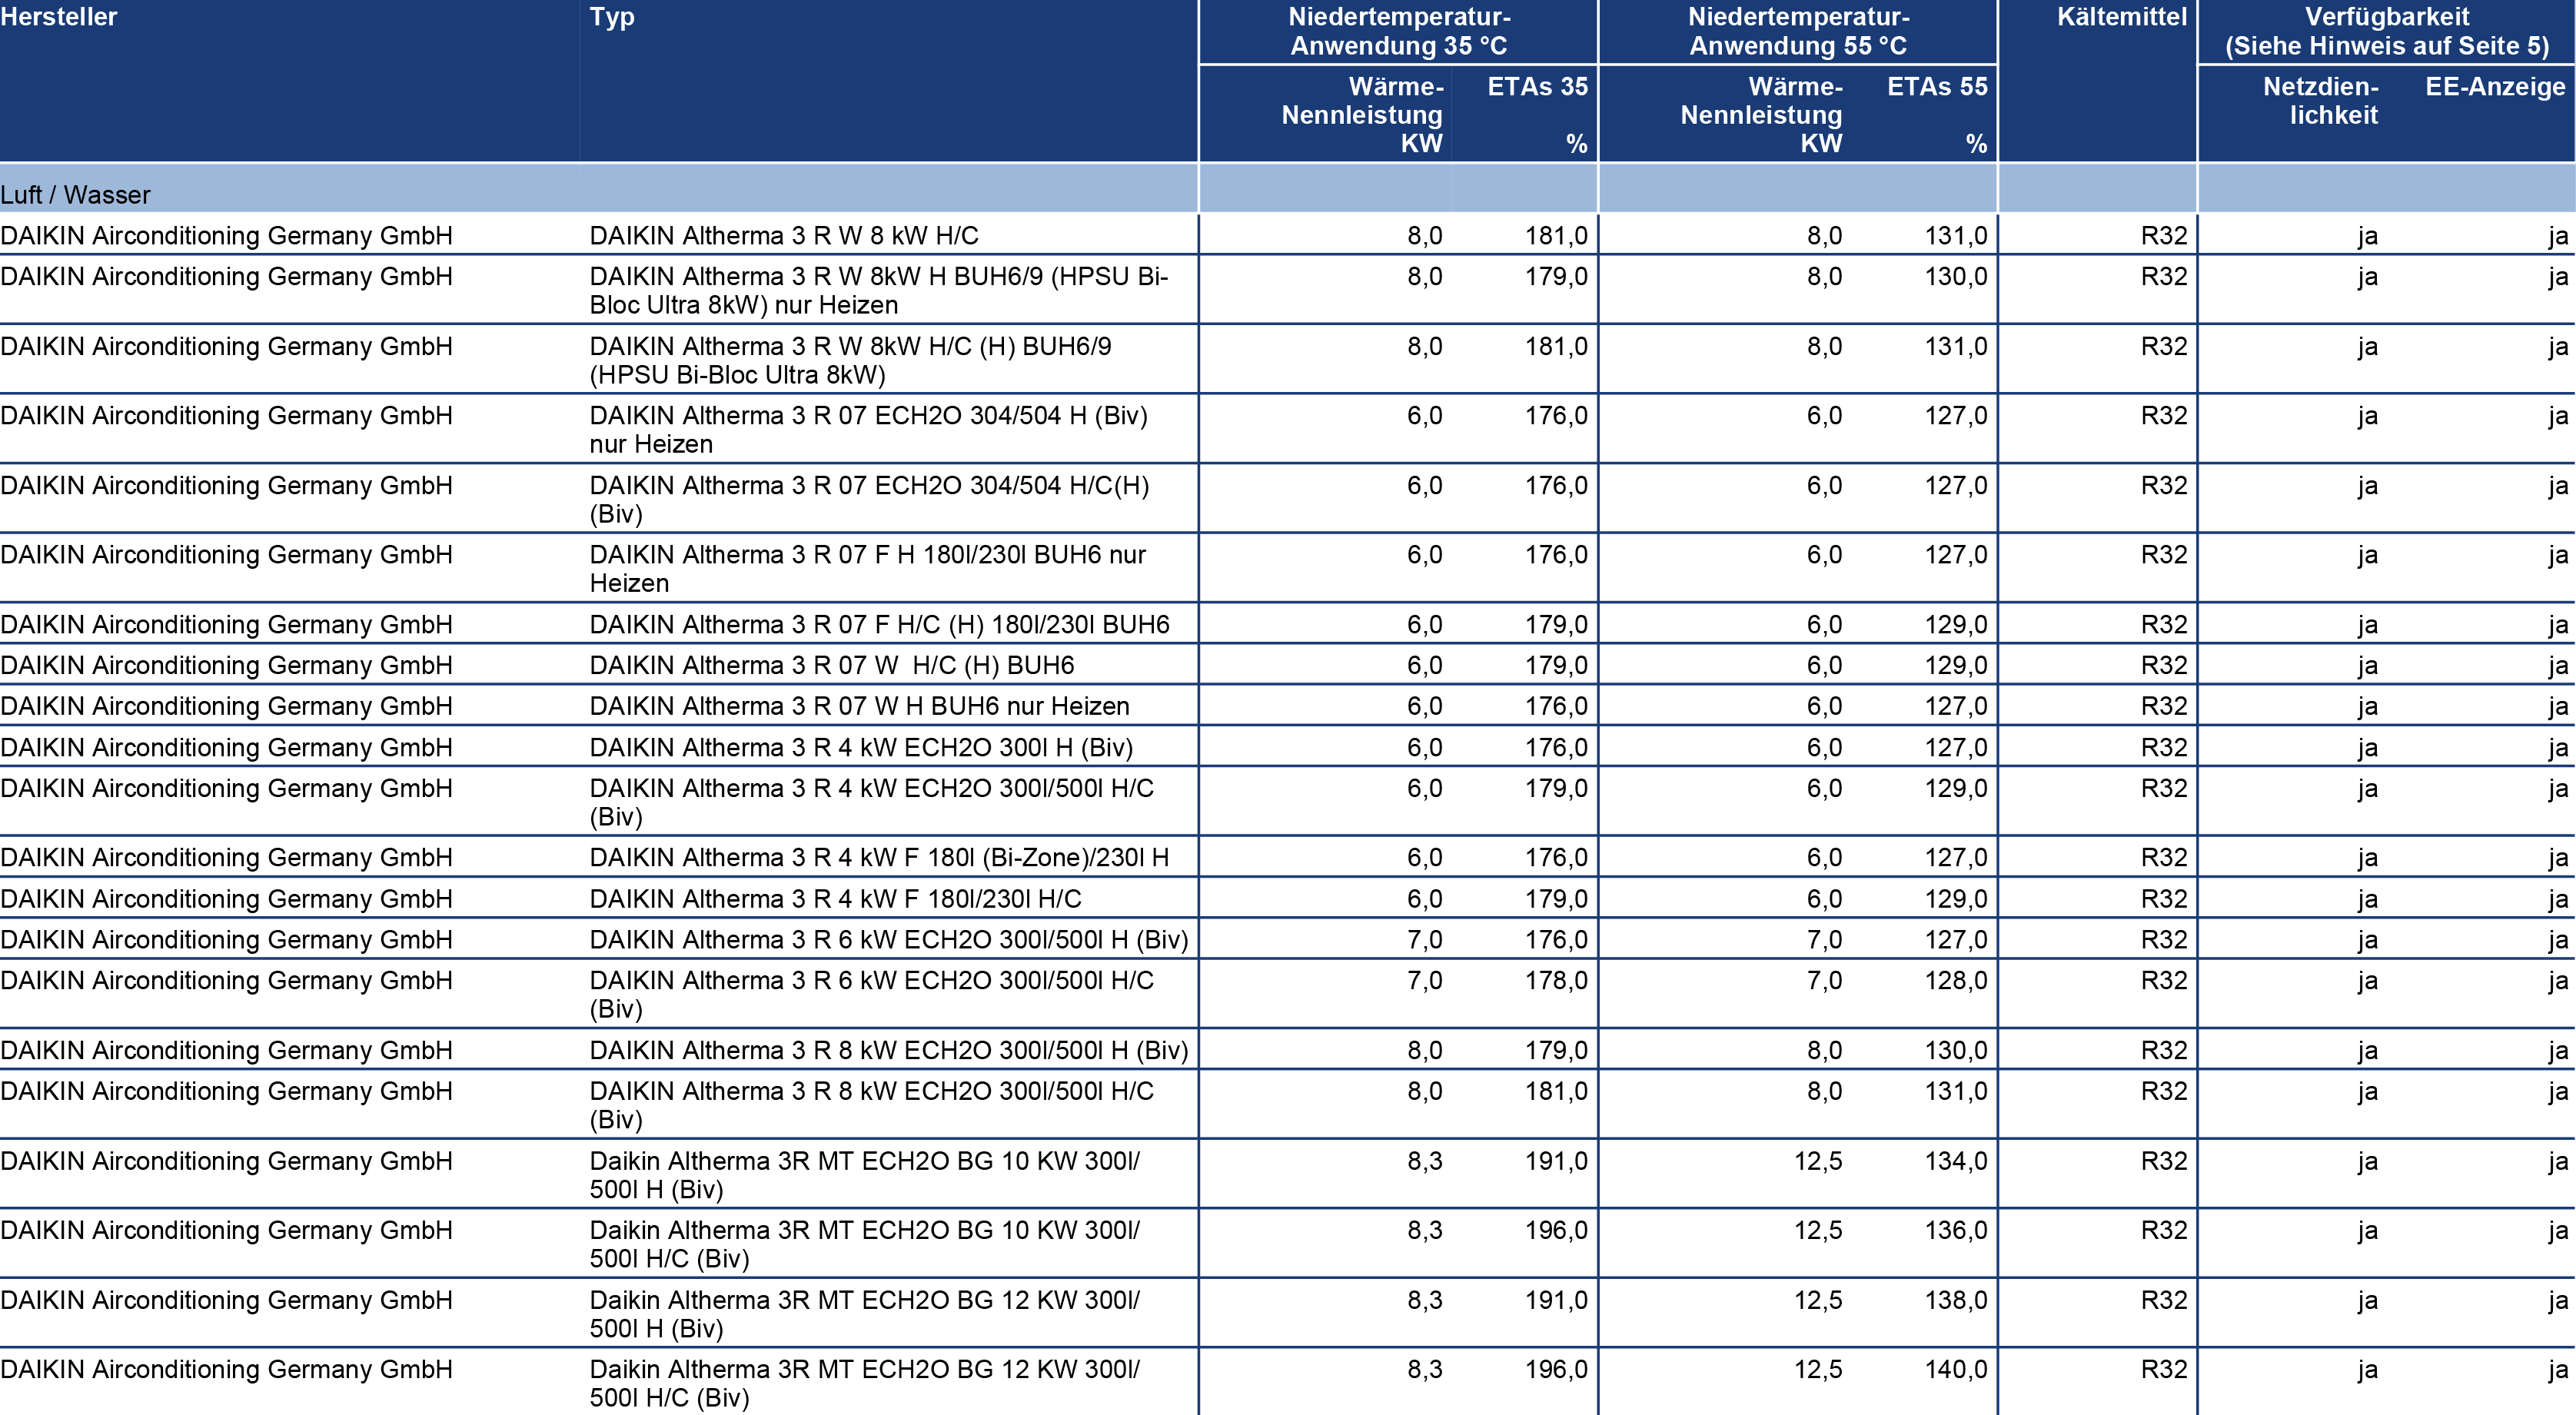 Hersteller Typ Niedertemperatur- Niedertemperatur- Kältemittel Verfügbarkeit
Anwendung 35 °C Anwendung 55 °C (Siehe Hinweis auf Seite 5)
Wärme- ETAs 35 Wärme- ETAs 55 Netzdien- EE-Anzeige
Nennleistung Nennleistung lichkeit
KW % KW %
Luft / Wasser
DAIKIN Airconditioning Germany GmbH DAIKIN Altherma 3 R W 8 kW H/C 8,0 181,0 8,0 131,0 R32 ja ja
DAIKIN Airconditioning Germany GmbH DAIKIN Altherma 3 R W 8kW H BUH6/9 (HPSU Bi- 8,0 179,0 8,0 130,0 R32 ja ja
Bloc Ultra 8kW) nur Heizen
DAIKIN Airconditioning Germany GmbH DAIKIN Altherma 3 R W 8kW H/C (H) BUH6/9 8,0 181,0 8,0 131,0 R32 ja ja
(HPSU Bi-Bloc Ultra 8kW)
DAIKIN Airconditioning Germany GmbH DAIKIN Altherma 3 R 07 ECH2O 304/504 H (Biv) 6,0 176,0 6,0 127,0 R32 ja ja
nur Heizen
DAIKIN Airconditioning Germany GmbH DAIKIN Altherma 3 R 07 ECH2O 304/504 H/C(H) 6,0 176,0 6,0 127,0 R32 ja ja
(Biv)
DAIKIN Airconditioning Germany GmbH DAIKIN Altherma 3 R 07 F H 180l/230l BUH6 nur 6,0 176,0 6,0 127,0 R32 ja ja
Heizen
DAIKIN Airconditioning Germany GmbH DAIKIN Altherma 3 R 07 F H/C (H) 180l/230l BUH6 6,0 179,0 6,0 129,0 R32 ja ja
DAIKIN Airconditioning Germany GmbH DAIKIN Altherma 3 R 07 W  H/C (H) BUH6 6,0 179,0 6,0 129,0 R32 ja ja
DAIKIN Airconditioning Germany GmbH DAIKIN Altherma 3 R 07 W H BUH6 nur Heizen 6,0 176,0 6,0 127,0 R32 ja ja
DAIKIN Airconditioning Germany GmbH DAIKIN Altherma 3 R 4 kW ECH2O 300l H (Biv) 6,0 176,0 6,0 127,0 R32 ja ja
DAIKIN Airconditioning Germany GmbH DAIKIN Altherma 3 R 4 kW ECH2O 300l/500l H/C 6,0 179,0 6,0 129,0 R32 ja ja
(Biv)
DAIKIN Airconditioning Germany GmbH DAIKIN Altherma 3 R 4 kW F 180l (Bi-Zone)/230l H 6,0 176,0 6,0 127,0 R32 ja ja
DAIKIN Airconditioning Germany GmbH DAIKIN Altherma 3 R 4 kW F 180l/230l H/C 6,0 179,0 6,0 129,0 R32 ja ja
DAIKIN Airconditioning Germany GmbH DAIKIN Altherma 3 R 6 kW ECH2O 300l/500l H (Biv) 7,0 176,0 7,0 127,0 R32 ja ja
DAIKIN Airconditioning Germany GmbH DAIKIN Altherma 3 R 6 kW ECH2O 300l/500l H/C 7,0 178,0 7,0 128,0 R32 ja ja
(Biv)
DAIKIN Airconditioning Germany GmbH DAIKIN Altherma 3 R 8 kW ECH2O 300l/500l H (Biv) 8,0 179,0 8,0 130,0 R32 ja ja
DAIKIN Airconditioning Germany GmbH DAIKIN Altherma 3 R 8 kW ECH2O 300l/500l H/C 8,0 181,0 8,0 131,0 R32 ja ja
(Biv)
DAIKIN Airconditioning Germany GmbH Daikin Altherma 3R MT ECH2O BG 10 KW 300l/ 8,3 191,0 12,5 134,0 R32 ja ja
500l H (Biv)
DAIKIN Airconditioning Germany GmbH Daikin Altherma 3R MT ECH2O BG 10 KW 300l/ 8,3 196,0 12,5 136,0 R32 ja ja
500l H/C (Biv)
DAIKIN Airconditioning Germany GmbH Daikin Altherma 3R MT ECH2O BG 12 KW 300l/ 8,3 191,0 12,5 138,0 R32 ja ja
500l H (Biv)
DAIKIN Airconditioning Germany GmbH Daikin Altherma 3R MT ECH2O BG 12 KW 300l/ 8,3 196,0 12,5 140,0 R32 ja ja
500l H/C (Biv)